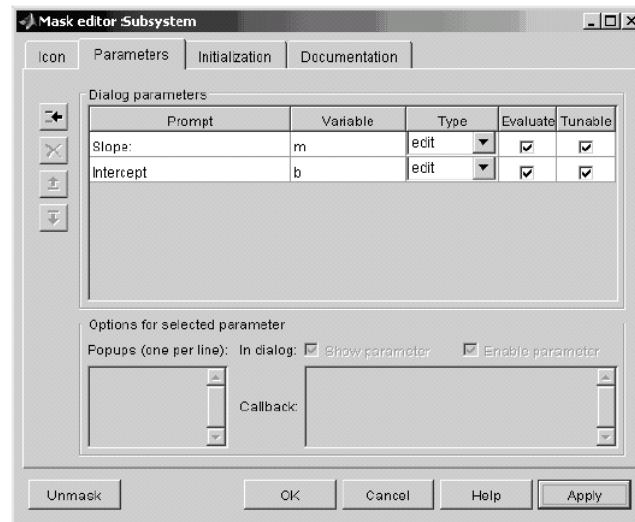 Mask editor :Subsystem
Icon Parameters Initialization Documentation
Dialog parameters
Prompt Variable Type Evaluate Tunable
Slope: m edit
Intercept b edit
Options for selected parameter
Popups (one per line): In dialog: Show parameter Enable parameter
Callback:
Unmask OK Cancel Help Apply